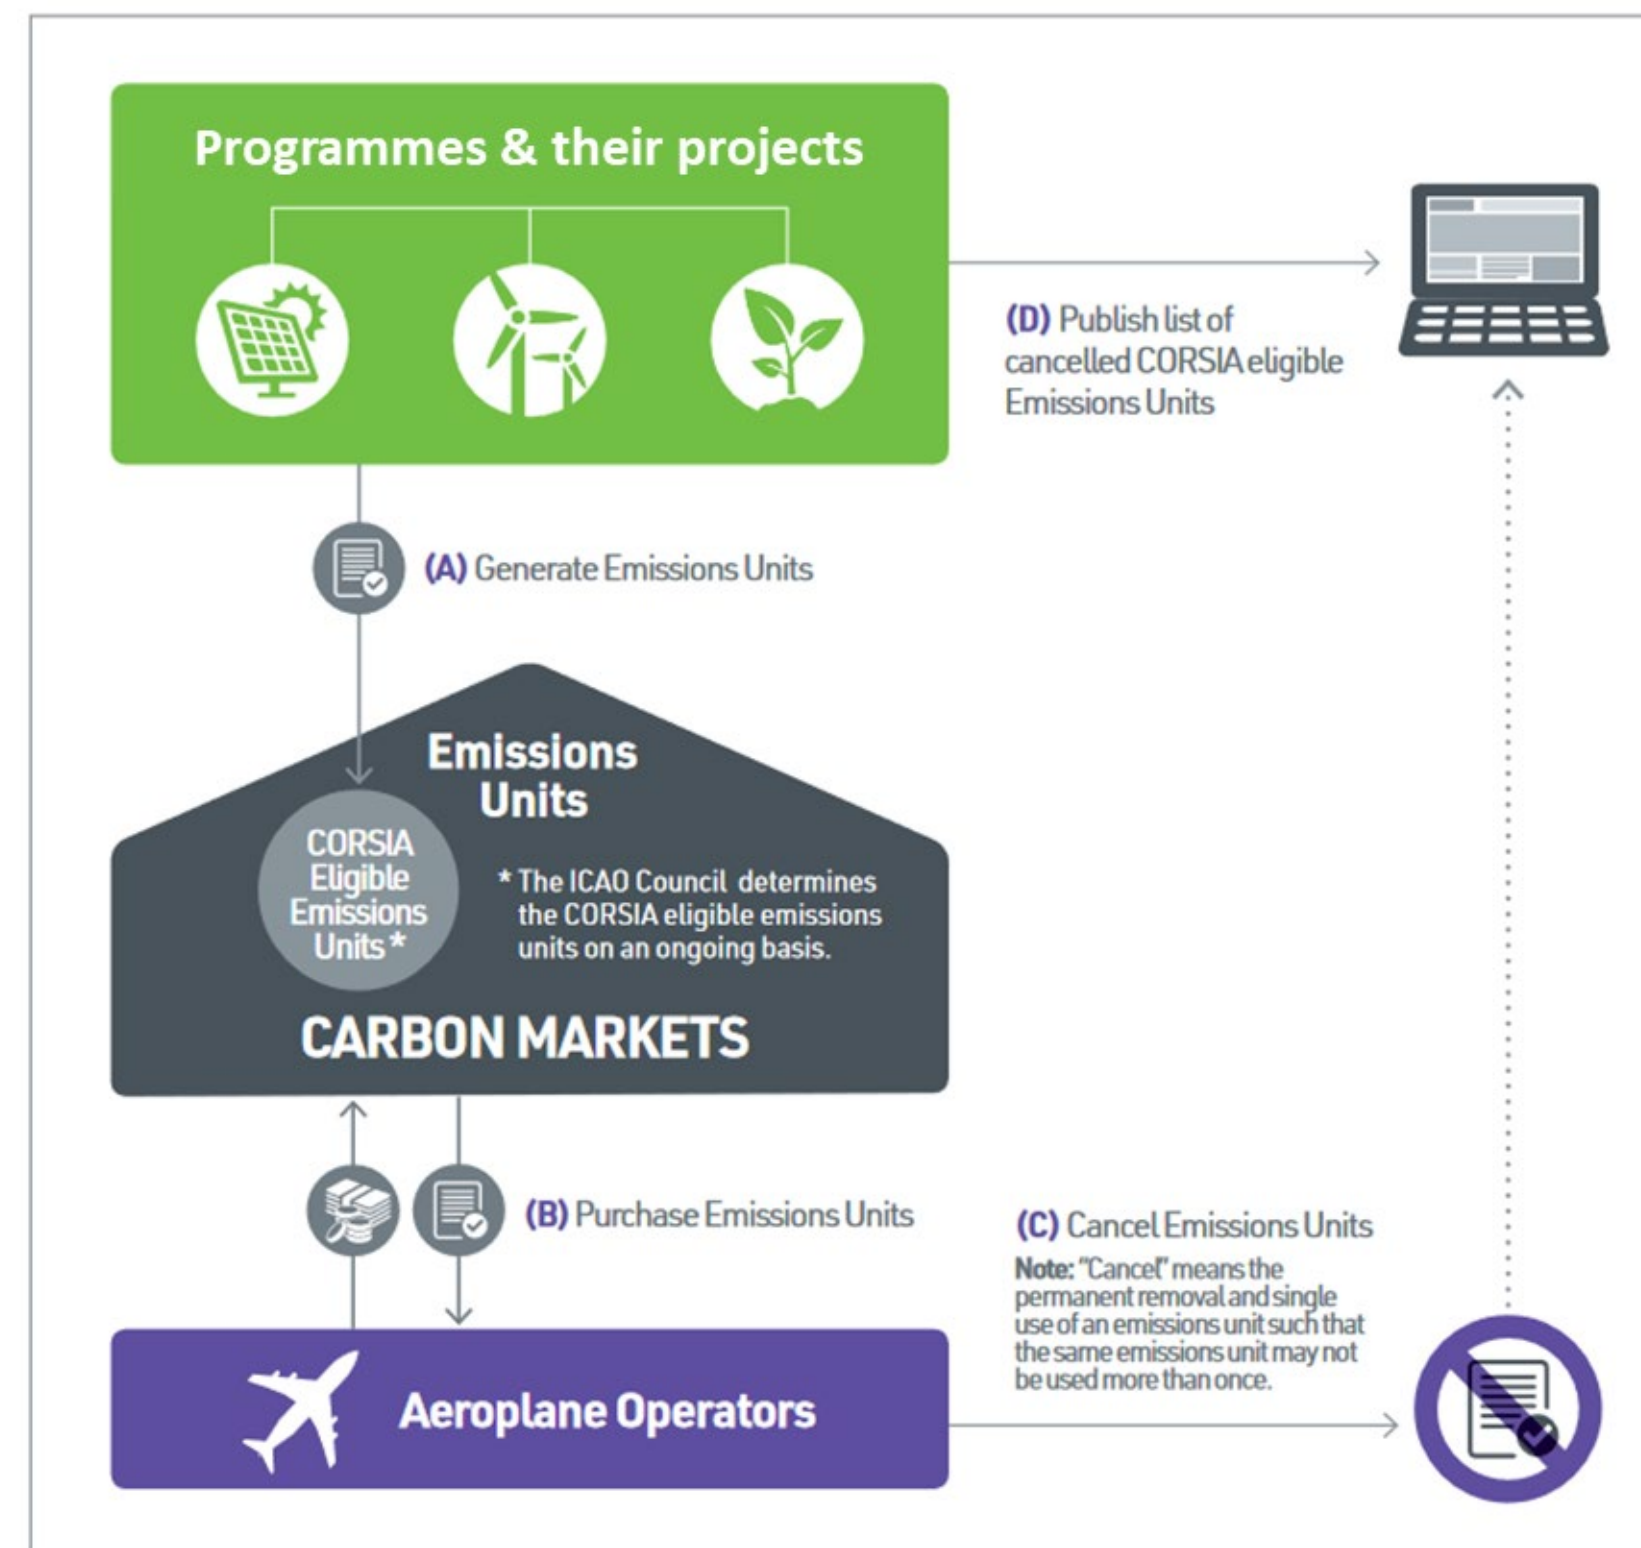 Programmes & their projects
(D) Publish list of
cancelled CORSIA eligible
Emissions Units
(A) Generate Emissions Units
Emissions
Units
CORSIA
Eligible
Emissions
Units *
* The ICAO Council determines
the CORSIA eligible emissions
units on an ongoing basis.
CARBON MARKETS
(B) Purchase Emissions Units
(C) Cancel Emissions Units
Note: "Cancel" means the
permanent removal and single
use of an emissions unit such that
the same emissions unit may not
be used more than once.
Aeroplane Operators